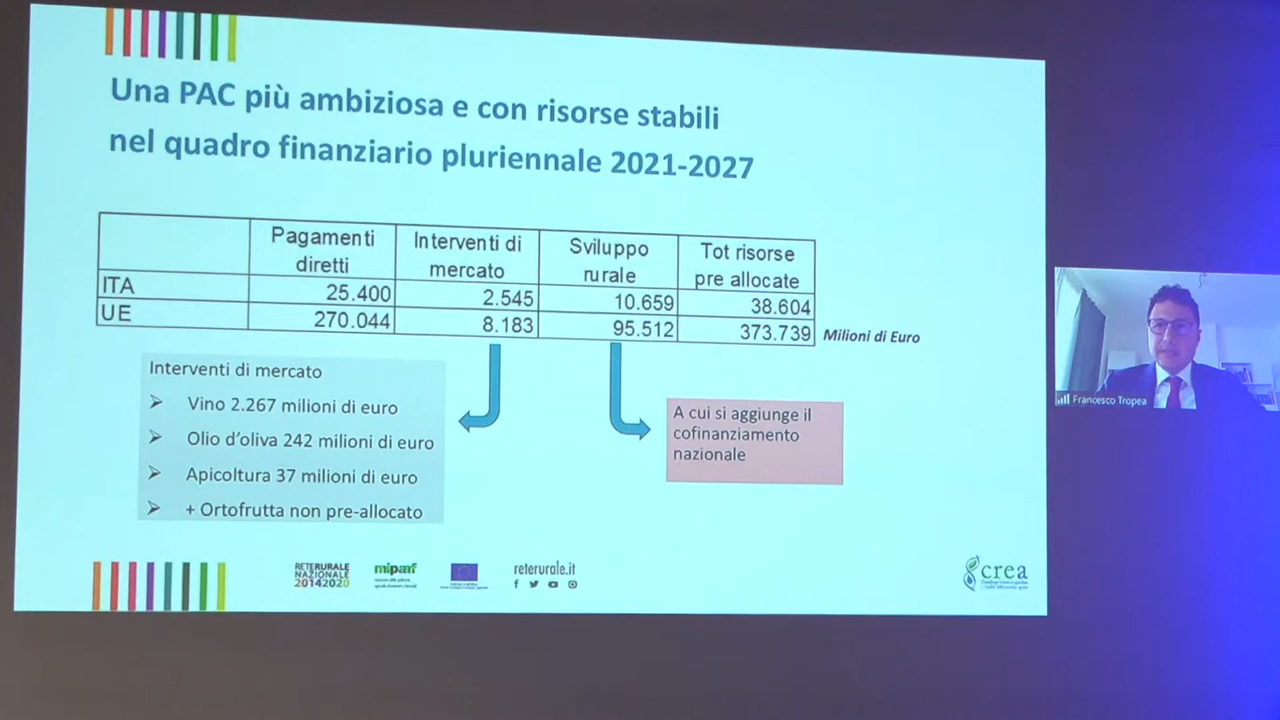 Una PAC più ambiziosa e con risorse stabili
nel quadro finanziario pluriennale 2021-2027
Pagamenti diretti Interventi di mercato Sviluppo rurale Tot risorse pre allocate
ITA 25.400 2.545 10.659 38.604
UE 270.044 8.183 95.512 373.739
Milioni di Euro
Interventi di mercato
Vino 2.267 milioni di euro
Olio d'oliva 242 milioni di euro
Apicoltura 37 milioni di euro
+ Ortofrutta non pre-allocato
A cui si aggiunge il
cofinanziamento
nazionale
Francesco Tropea
RETERURALE
NAZIONALE
20142020
mipaaf
reterurale.it
crea